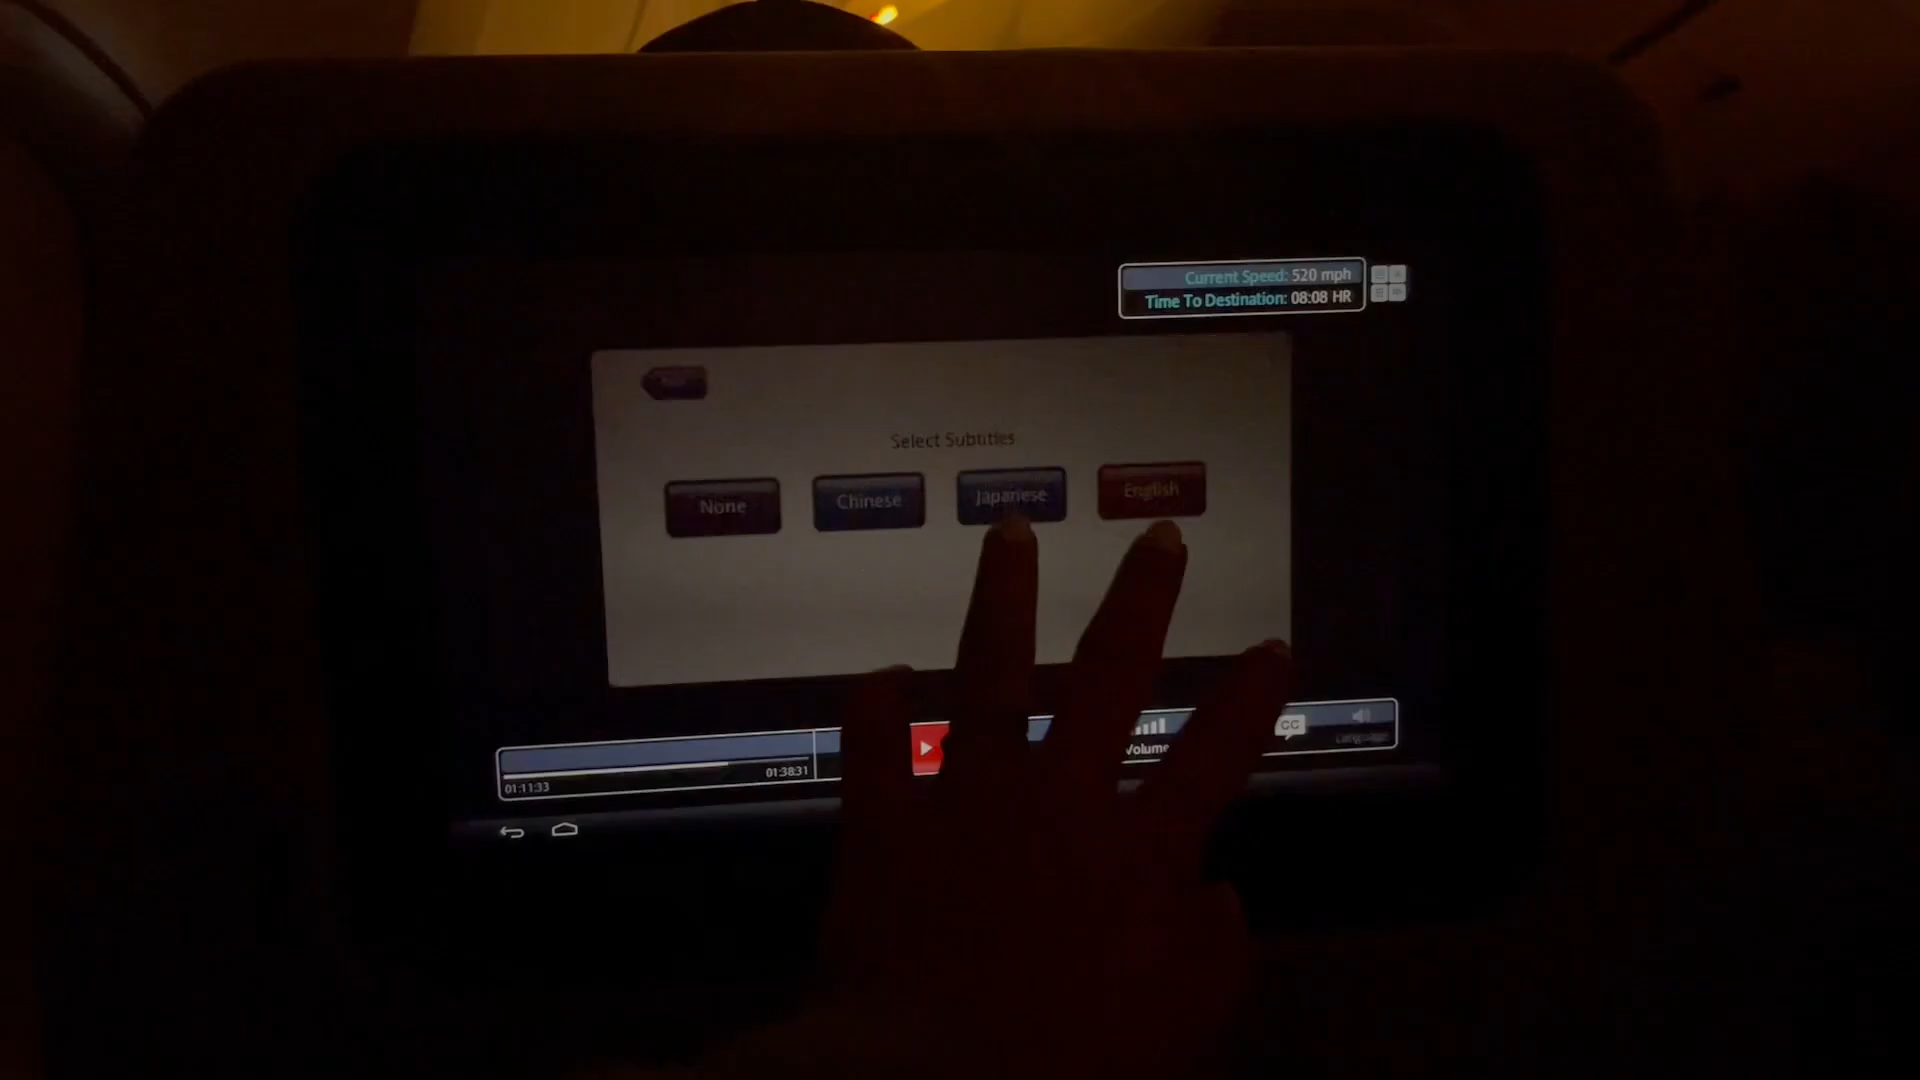 Current Speed: 520 mph
Time To Destination: 08:08 HR
Select Subtitles
None
Chinese
Japanese
English
01:11:33
01:38:31
Volume
CC
Language